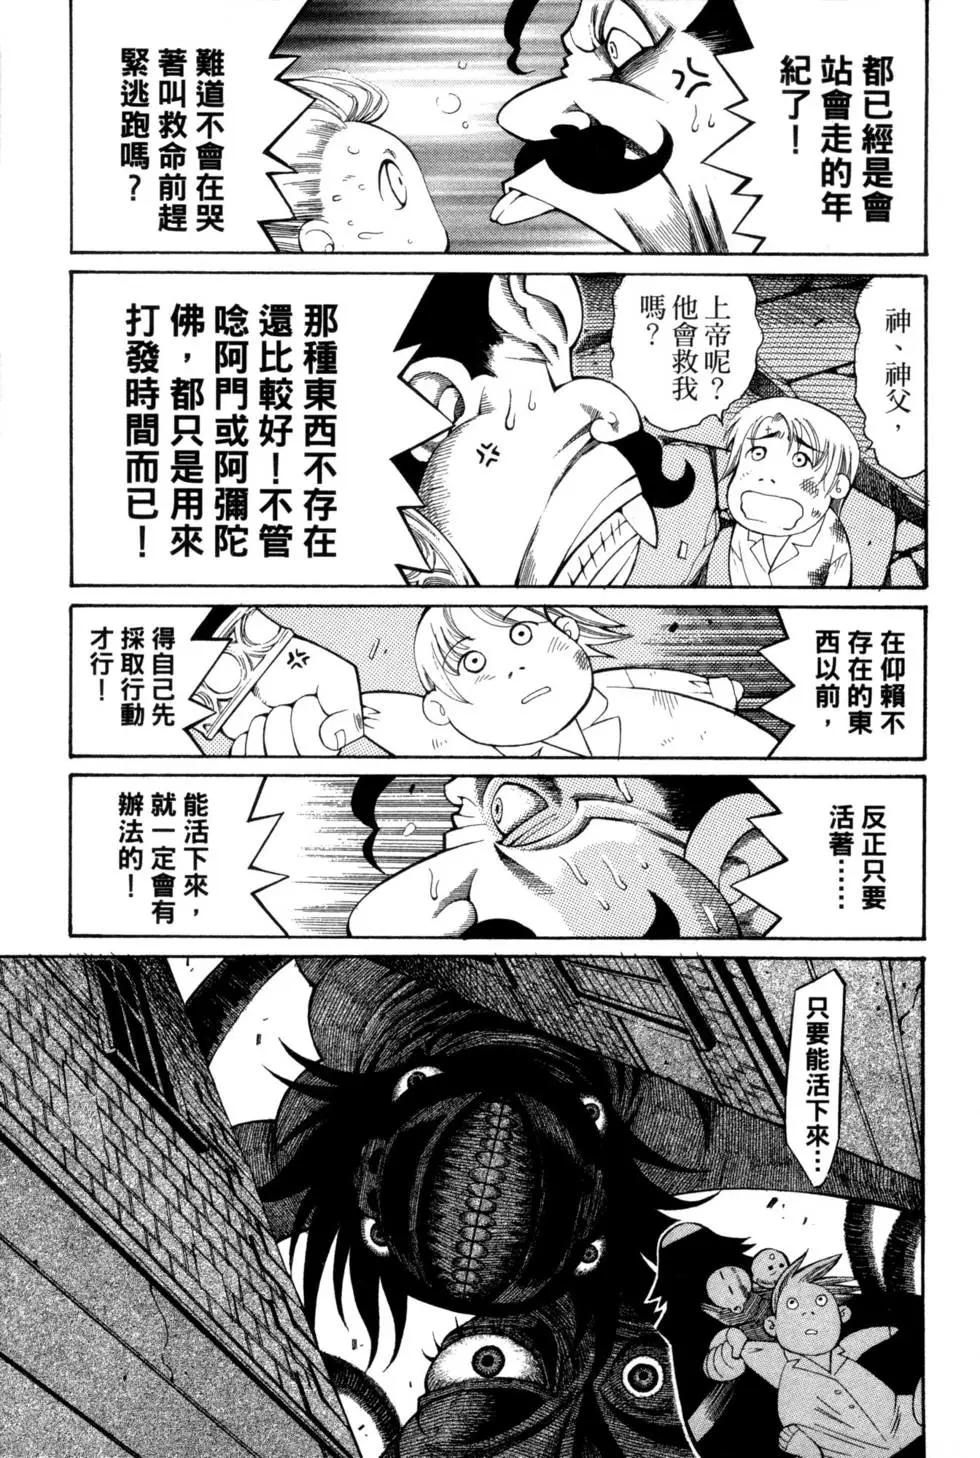 都已經是會
站會走的年
紀了！
難道不會在哭
著叫救命前趕
緊逃跑嗎？
神、神父，
上帝呢？
他會救我
嗎？
那種東西不存在
還比較好！不管
唸阿門或阿彌陀
佛，都只是用來
打發時間而已！
在仰賴不
存在的東
西以前，
得自己先
採取行動
才行！
反正只要
活著……
能活下來，
就一定會有
辦法的！
只要能活下來…